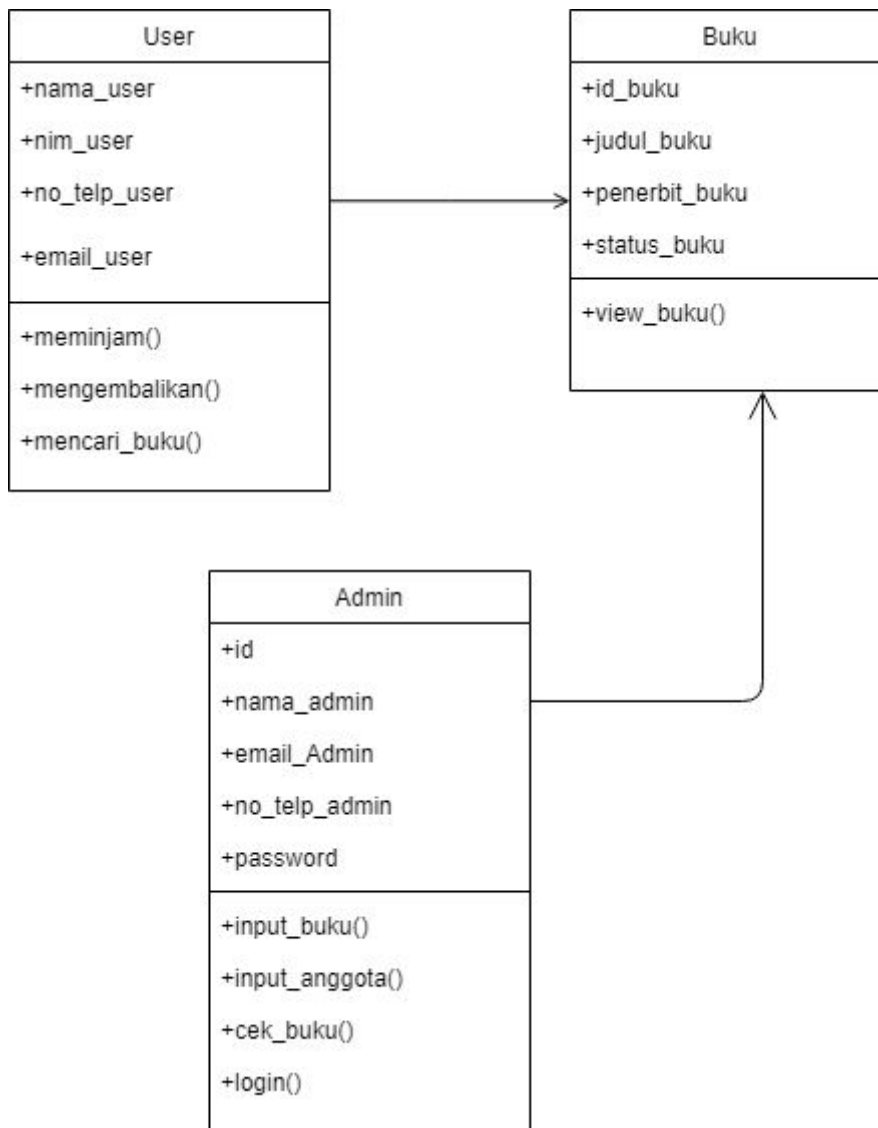 User
+nama_user
+nim_user
+no_telp_user
+email_user
+meminjam()
+mengembalikan()
+mencari_buku()
Buku
+id_buku
+judul_buku
+penerbit_buku
+status_buku
+view_buku()
Admin
+id
+nama_admin
+email_Admin
+no_telp_admin
+password
+input_buku()
+input_anggota()
+cek_buku()
+login()